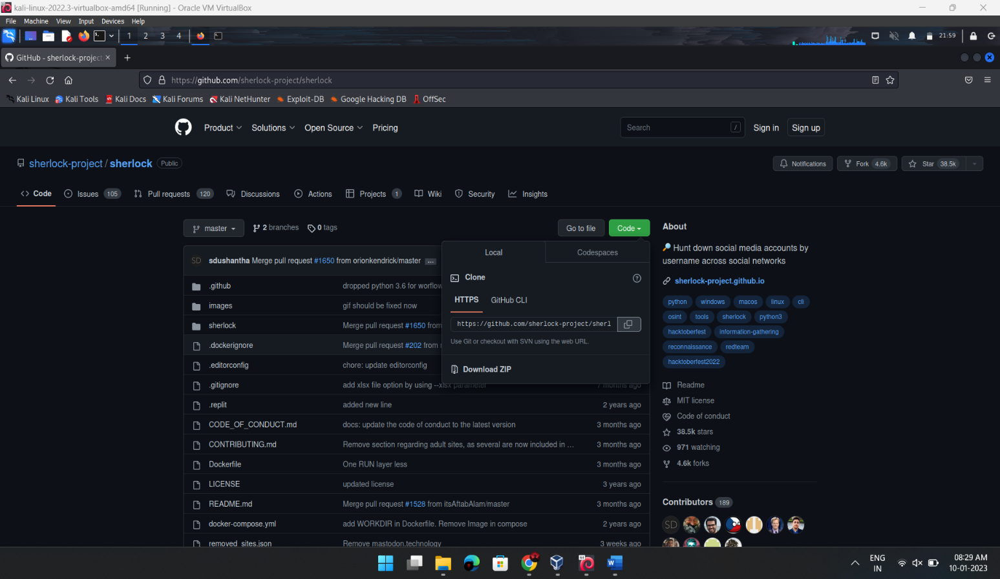 kali-linux-2022.3-virtualbox-amd64 [Running] - Oracle VM VirtualBox
File Machine View Input Devices Help
1 2 3 4 21:59
GitHub - sherlock-project
https://github.com/sherlock-project/sherlock
Kali Linux Kali Tools Kali Docs Kali Forums Kali NetHunter Exploit-DB Google Hacking DB OffSec
Product Solutions Open Source Pricing Search / Sign in Sign up
sherlock-project / sherlock Public Notifications Fork 4.6k Star 38.5k
Code Issues 105 Pull requests 120 Discussions Actions Projects 1 Wiki Security Insights
master 2 branches 0 tags Go to file Code
Local Codespaces
Clone
HTTPS GitHub CLI
https://github.com/sherlock-project/sherl
Use Git or checkout with SVN using the web URL.
Download ZIP
SD sdushantha Merge pull request #1650 from orionkendrick/master ...
.github dropped python 3.6 for worflow
images gif should be fixed now
sherlock Merge pull request #1650 from
.dockerignore Merge pull request #202 from
.editorconfig chore: update editorconfig
.gitignore add xlsx file option by using --xlsx parameter 7 months ago
.replit added new line 2 years ago
CODE_OF_CONDUCT.md docs: update the code of conduct to the latest version 3 months ago
CONTRIBUTING.md Remove section regarding adult sites, as several are now included in … 3 months ago
Dockerfile One RUN layer less 3 months ago
LICENSE updated license 3 years ago
README.md Merge pull request #1528 from itsAftabAlam/master 3 months ago
docker-compose.yml add WORKDIR in Dockerfile. Remove Image in compose 2 years ago
removed_sites.json Remove mastodon.technology 3 weeks ago
About
Hunt down social media accounts by
username across social networks
sherlock-project.github.io
python windows macos linux cli
osint tools sherlock python3
hacktoberfest information-gathering
reconnaissance redteam
hacktoberfest2022
Readme
MIT license
Code of conduct
38.5k stars
971 watching
4.6k forks
Contributors 189
SD
ENG
IN
08:29 AM
10-01-2023